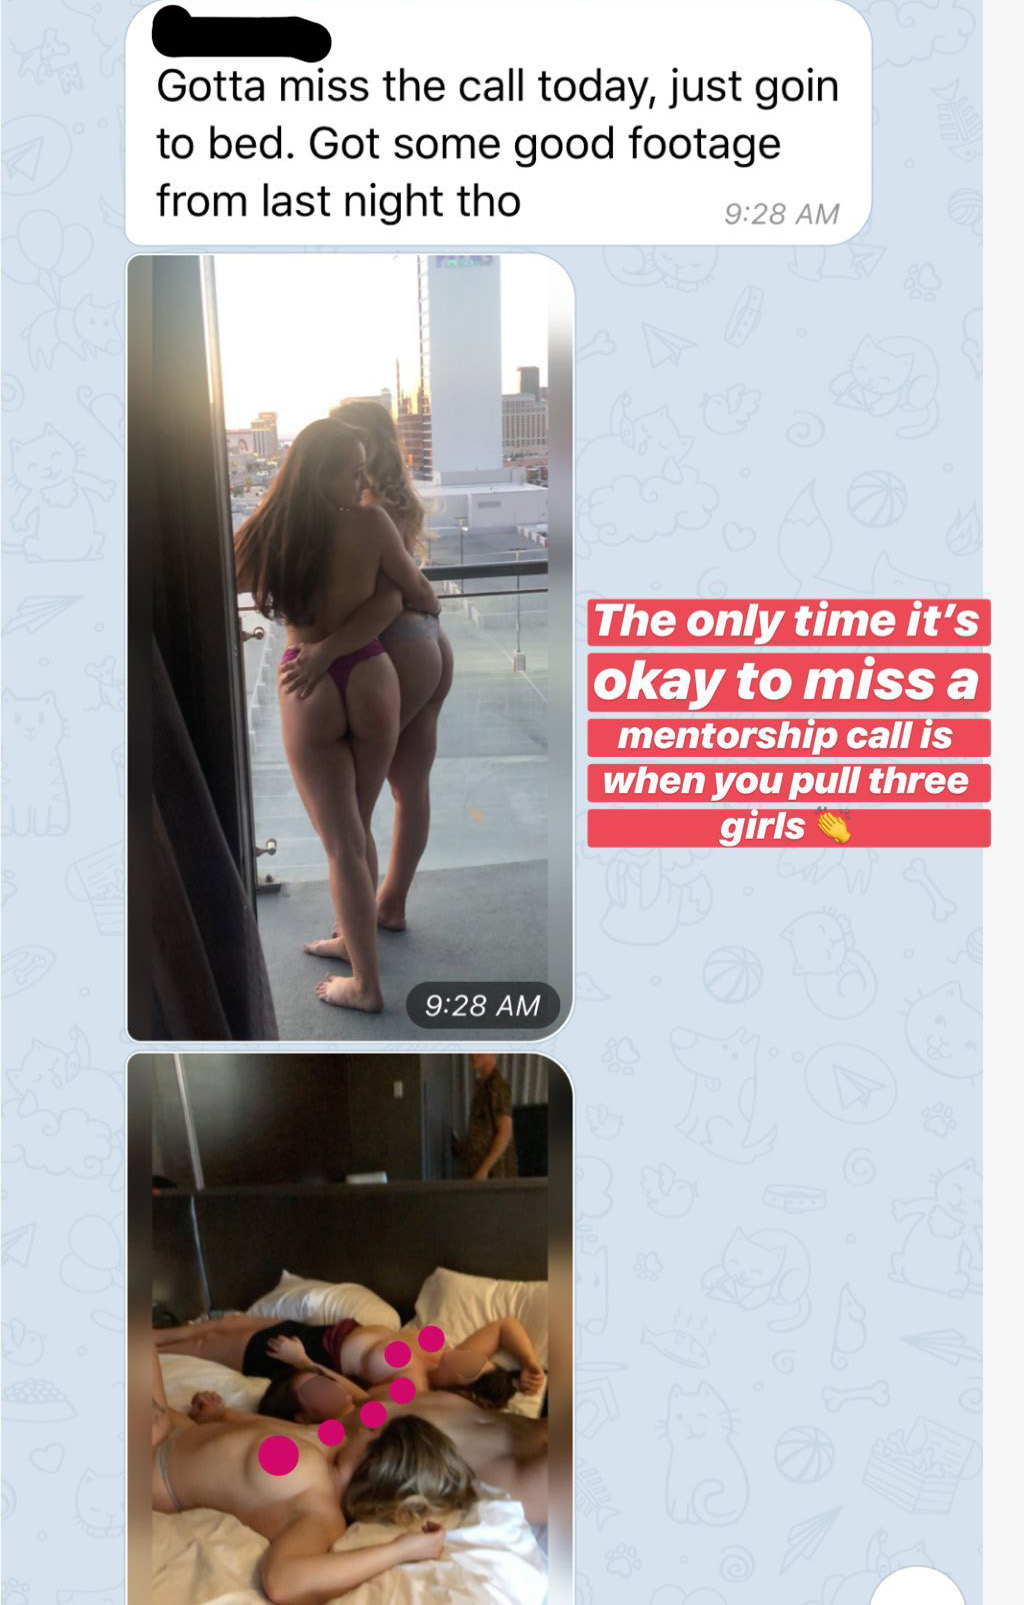 Gotta miss the call today, just goin
to bed. Got some good footage
from last night tho
9:28 AM
The only time it's
okay to miss a
mentorship call is
when you pull three
girls 👏
9:28 AM